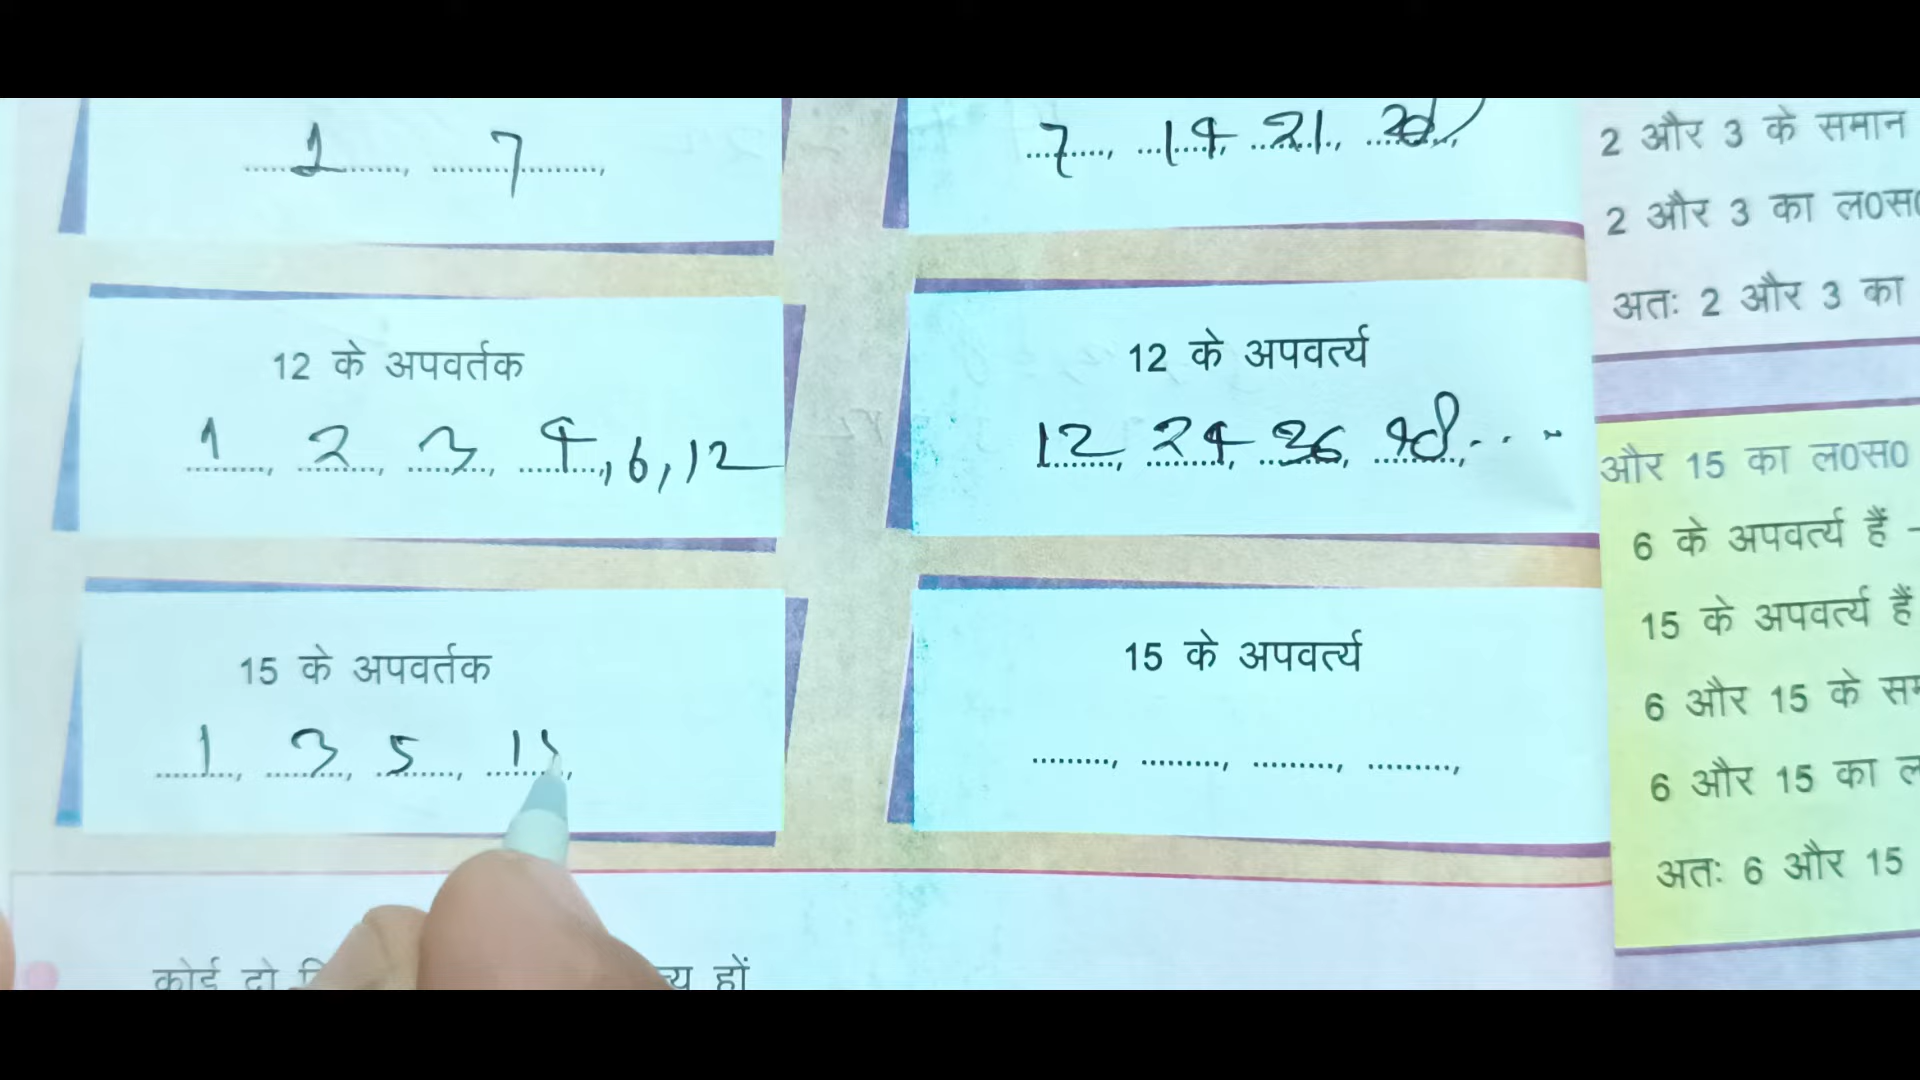 1, 7,
7, 14, 21, 28,
12 के अपवर्तक
1, 2, 3, 4, 6, 12
12 के अपवर्त्य
12, 24, 36, 48, . . -
15 के अपवर्तक
1, 3, 5,
15 के अपवर्त्य
........, ........, ........, ........,
कोई दो
हों
2 और 3 के समान
2 और 3 का ल0स0
अतः 2 और 3 का
और 15 का ल0स0
6 के अपवर्त्य हैं -
15 के अपवर्त्य हैं
6 और 15 के
6 और 15 का
अतः 6 और 15